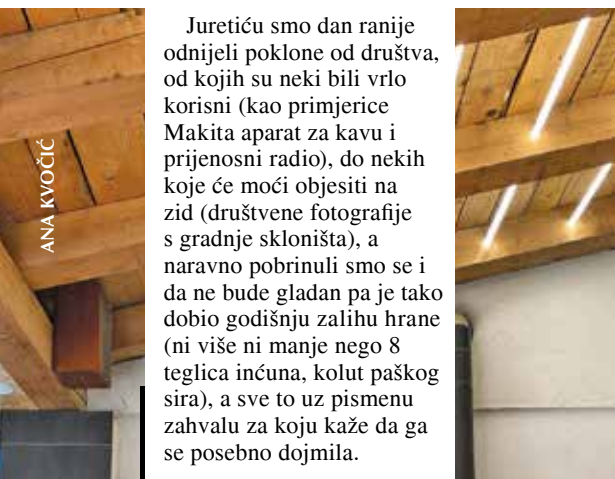 ANA KVOČIĆ
Juretiću smo dan ranije
odnijeli poklone od društva,
od kojih su neki bili vrlo
korisni (kao primjerice
Makita aparat za kavu i
prijenosni radio), do nekih
koje će moći objesiti na
zid (društvene fotografije
s gradnje skloništa), a
naravno pobrinuli smo se i
da ne bude gladan pa je tako
dobio godišnju zalihu hrane
(ni više ni manje nego 8
teglica inćuna, kolut paškog
sira), a sve to uz pismenu
zahvalu za koju kaže da ga
se posebno dojmila.